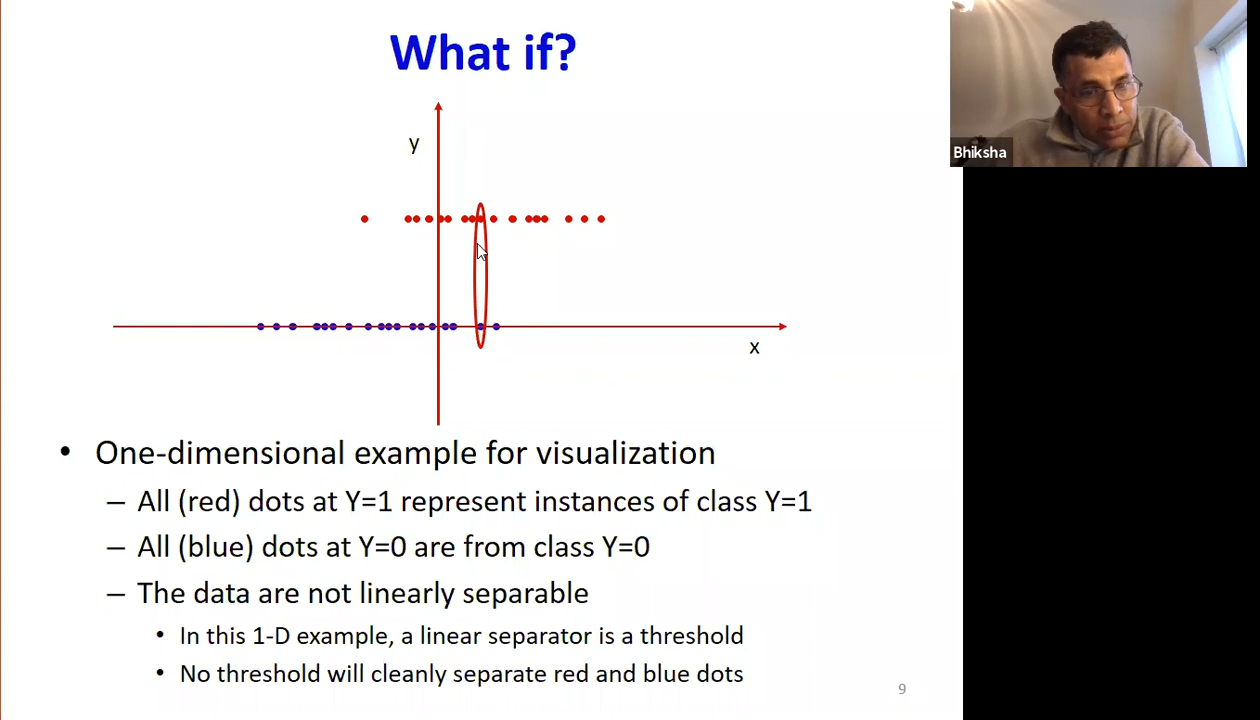 What if?
Bhiksha
y
x
• One-dimensional example for visualization
– All (red) dots at Y=1 represent instances of class Y=1
– All (blue) dots at Y=0 are from class Y=0
– The data are not linearly separable
• In this 1-D example, a linear separator is a threshold
• No threshold will cleanly separate red and blue dots
9